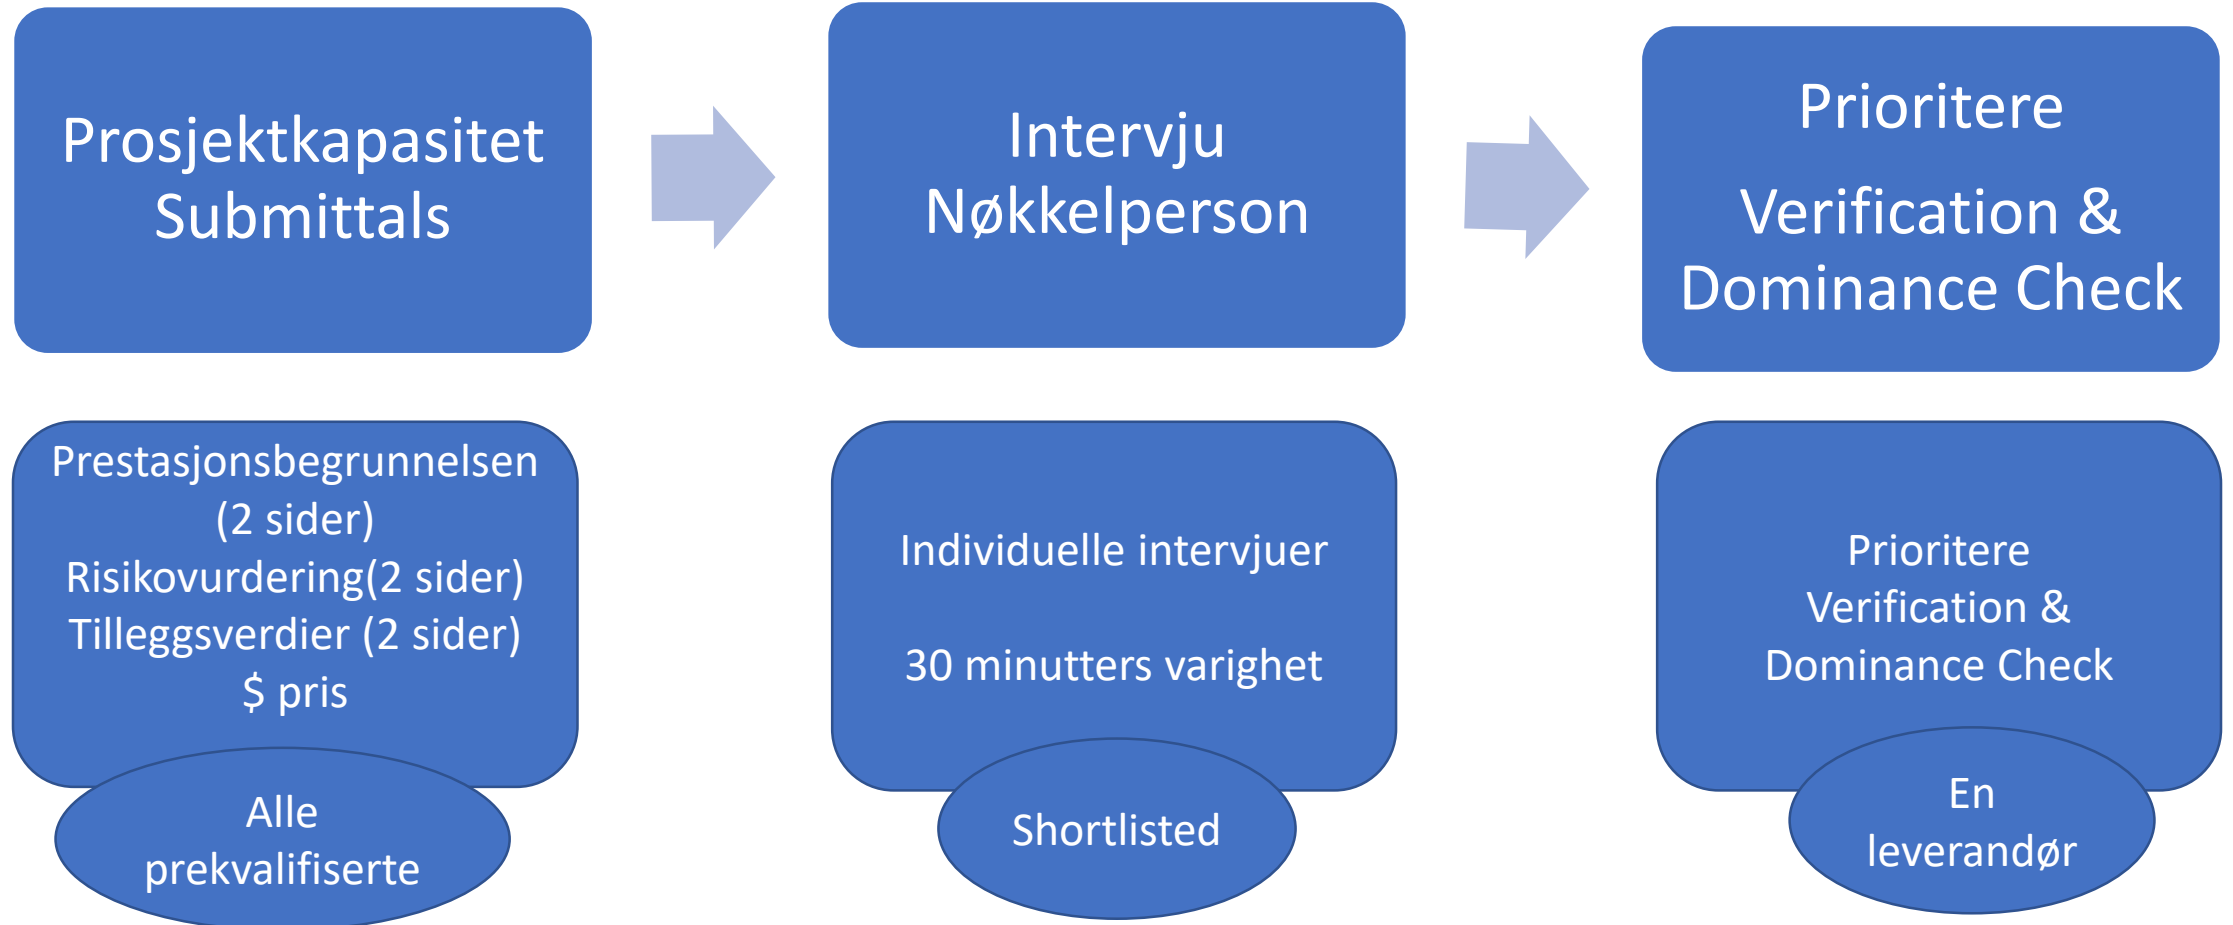 Prosjektkapasitet
Submittals
Intervju
Nøkkelperson
Prioritere
Verification &
Dominance Check
Prestasjonsbegrunnelsen
(2 sider)
Risikovurdering(2 sider)
Tilleggsverdier (2 sider)
$ pris
Alle
prekvalifiserte
Individuelle intervjuer
30 minutters varighet
Shortlisted
Prioritere
Verification &
Dominance Check
En
leverandør